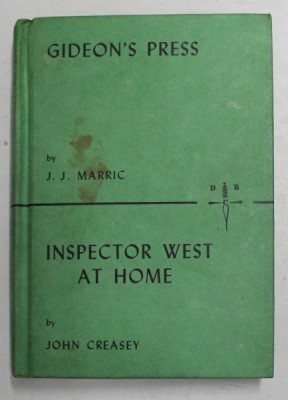 GIDEON'S PRESS
by
J. J. MARRIC
D B
C
INSPECTOR WEST
AT HOME
by
JOHN CREASEY